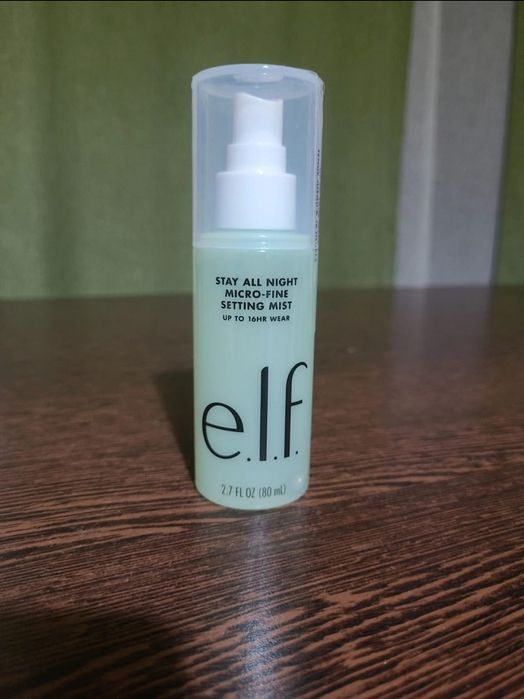 STAY ALL NIGHT
MICRO-FINE
SETTING MIST
UP TO 16HR WEAR
e.l.f.
2.7 FL OZ (80 mL)